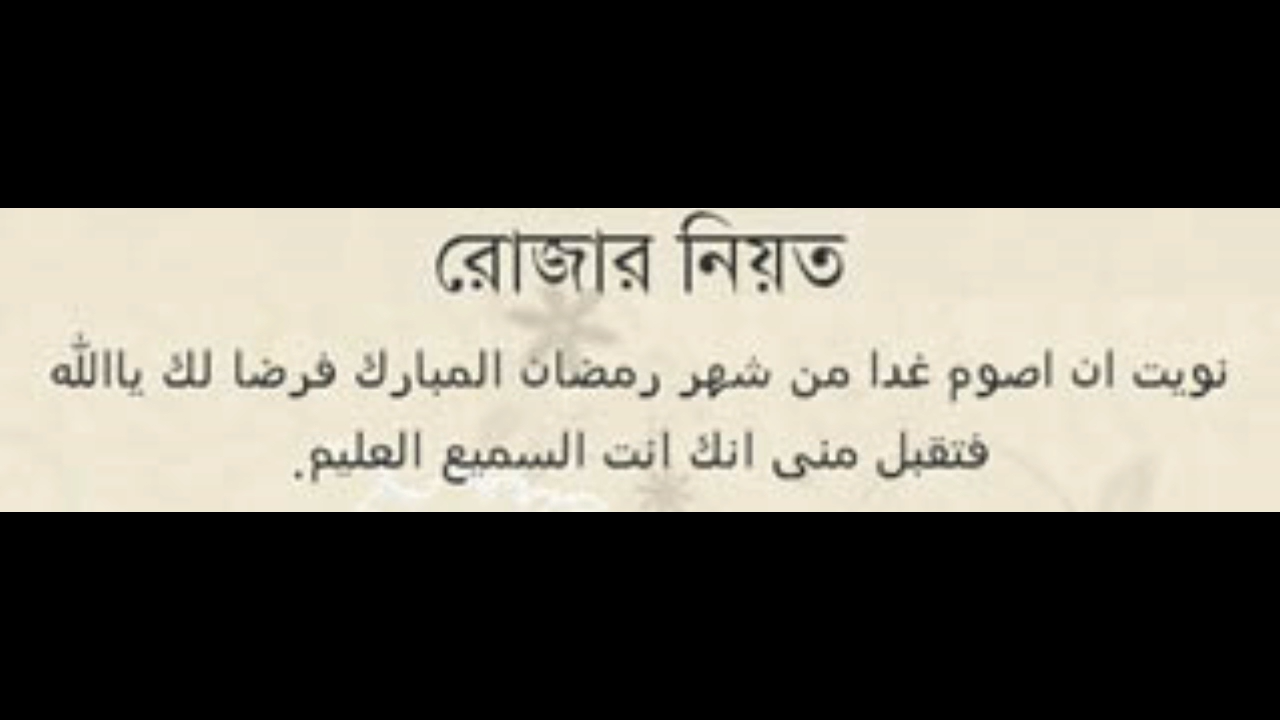 রোজার নিয়ত
نويت ان اصوم غدا من شهر رمضان المبارك فرضا لك ياالله
فتقبل منى انك انت السميع العليم.